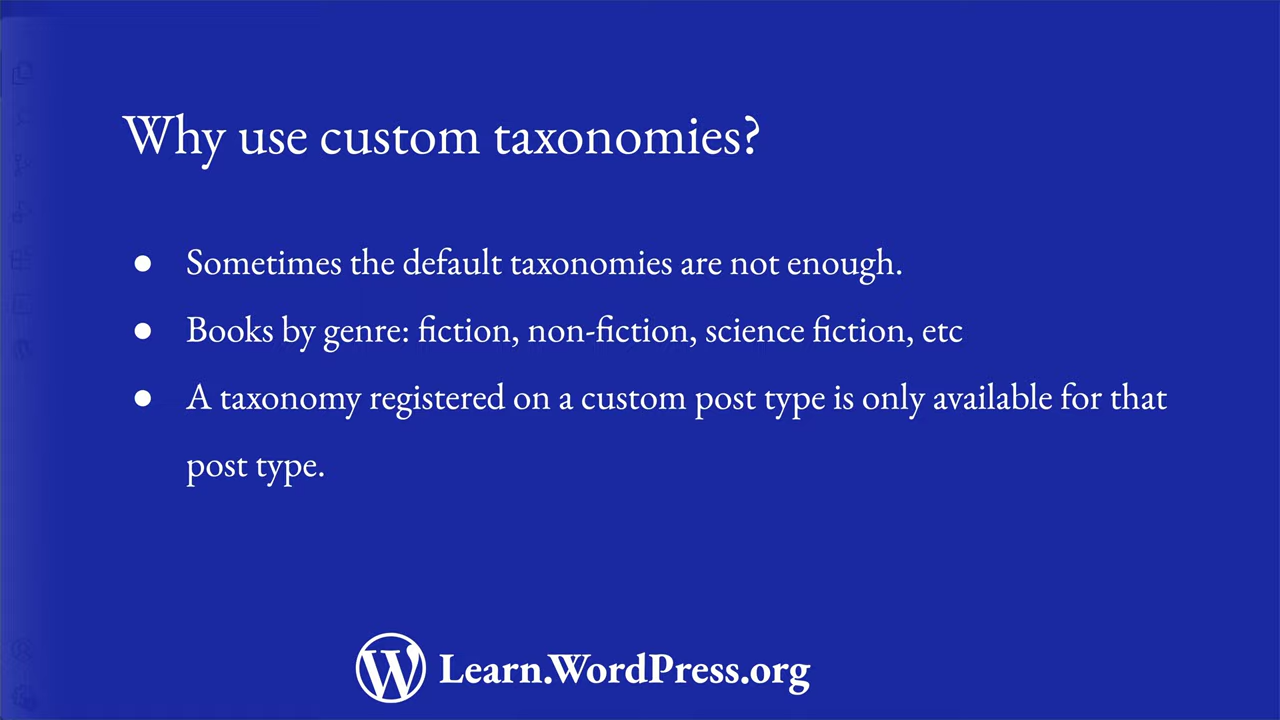 Why use custom taxonomies?
● Sometimes the default taxonomies are not enough.
● Books by genre: fiction, non-fiction, science fiction, etc
● A taxonomy registered on a custom post type is only available for that
post type.
Learn.WordPress.org